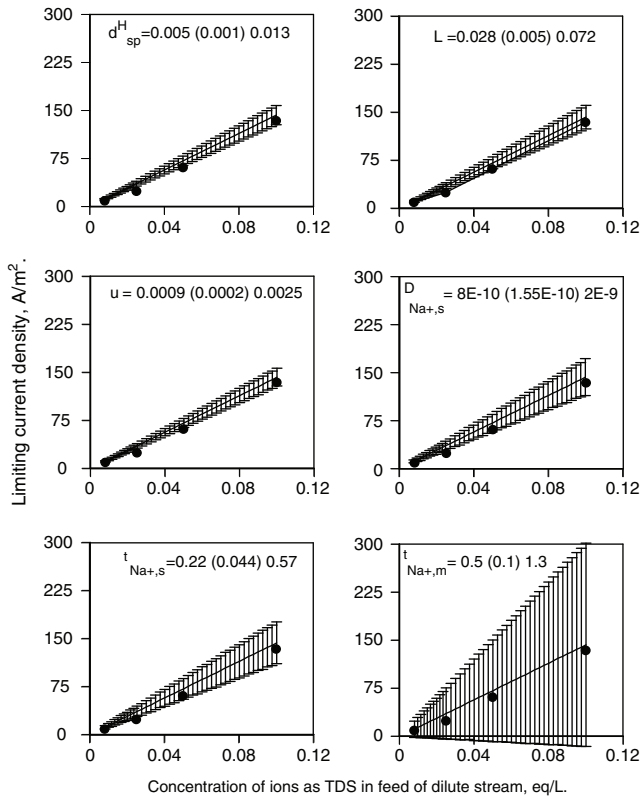 300
225
150
75
0
0 0.04 0.08 0.12
d^H_sp=0.005 (0.001) 0.013
300
225
150
75
0
0 0.04 0.08 0.12
L =0.028 (0.005) 0.072
300
225
150
75
0
0 0.04 0.08 0.12
u = 0.0009 (0.0002) 0.0025
300
225
150
75
0
0 0.04 0.08 0.12
D Na+,s = 8E-10 (1.55E-10) 2E-9
300
225
150
75
0
0 0.04 0.08 0.12
t Na+,s =0.22 (0.044) 0.57
300
225
150
75
0
0 0.04 0.08 0.12
t Na+,m = 0.5 (0.1) 1.3
Limiting current density, A/m².
Concentration of ions as TDS in feed of dilute stream, eq/L.